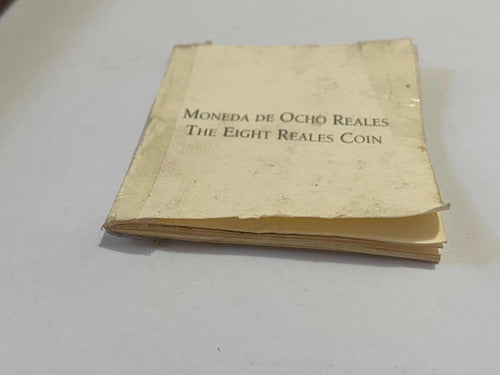 Moneda de Ocho Reales
The Eight Reales Coin